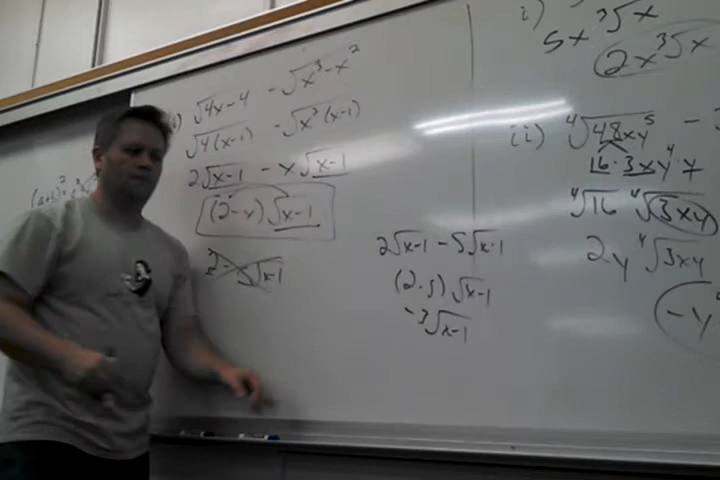 √4x-4 - √x³-x²
√4(x-1) - √x²(x-1)
2√x-1 - x√x-1
(2-x)√x-1
2√x-1 - 5√x-1
(2-5)√x-1
-3√x-1
i)
5x ³√x
2x ³√x
ii) ⁴√48xy⁵ -
16·3xy⁴·y
⁴√16 ⁴√3xy
2y ⁴√3xy
-y